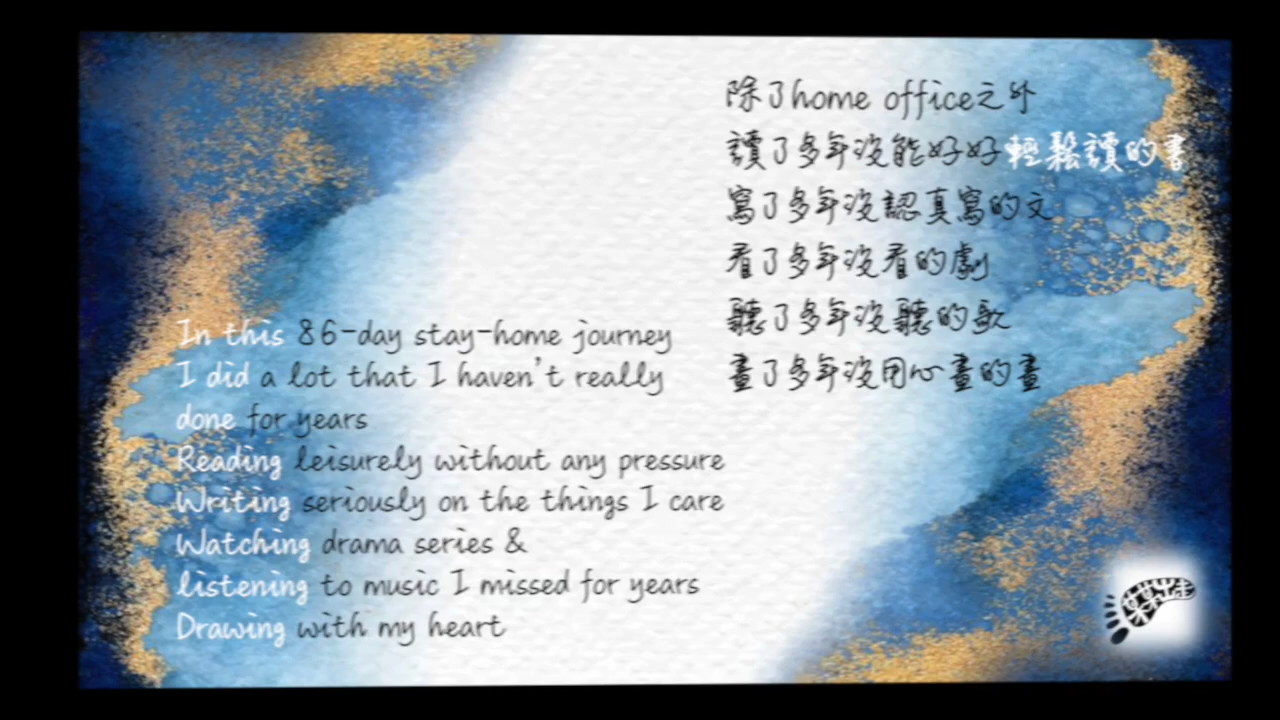 除了home office之外
讀了多年沒能好好輕鬆讀的書
寫了多年沒認真寫的文
看了多年沒看的劇
聽了多年沒聽的歌
畫了多年沒用心畫的畫
In this 86-day stay-home journey
I did a lot that I haven't really
done for years
Reading leisurely without any pressure
Writing seriously on the things I care
Watching drama series &
listening to music I missed for years
Drawing with my heart